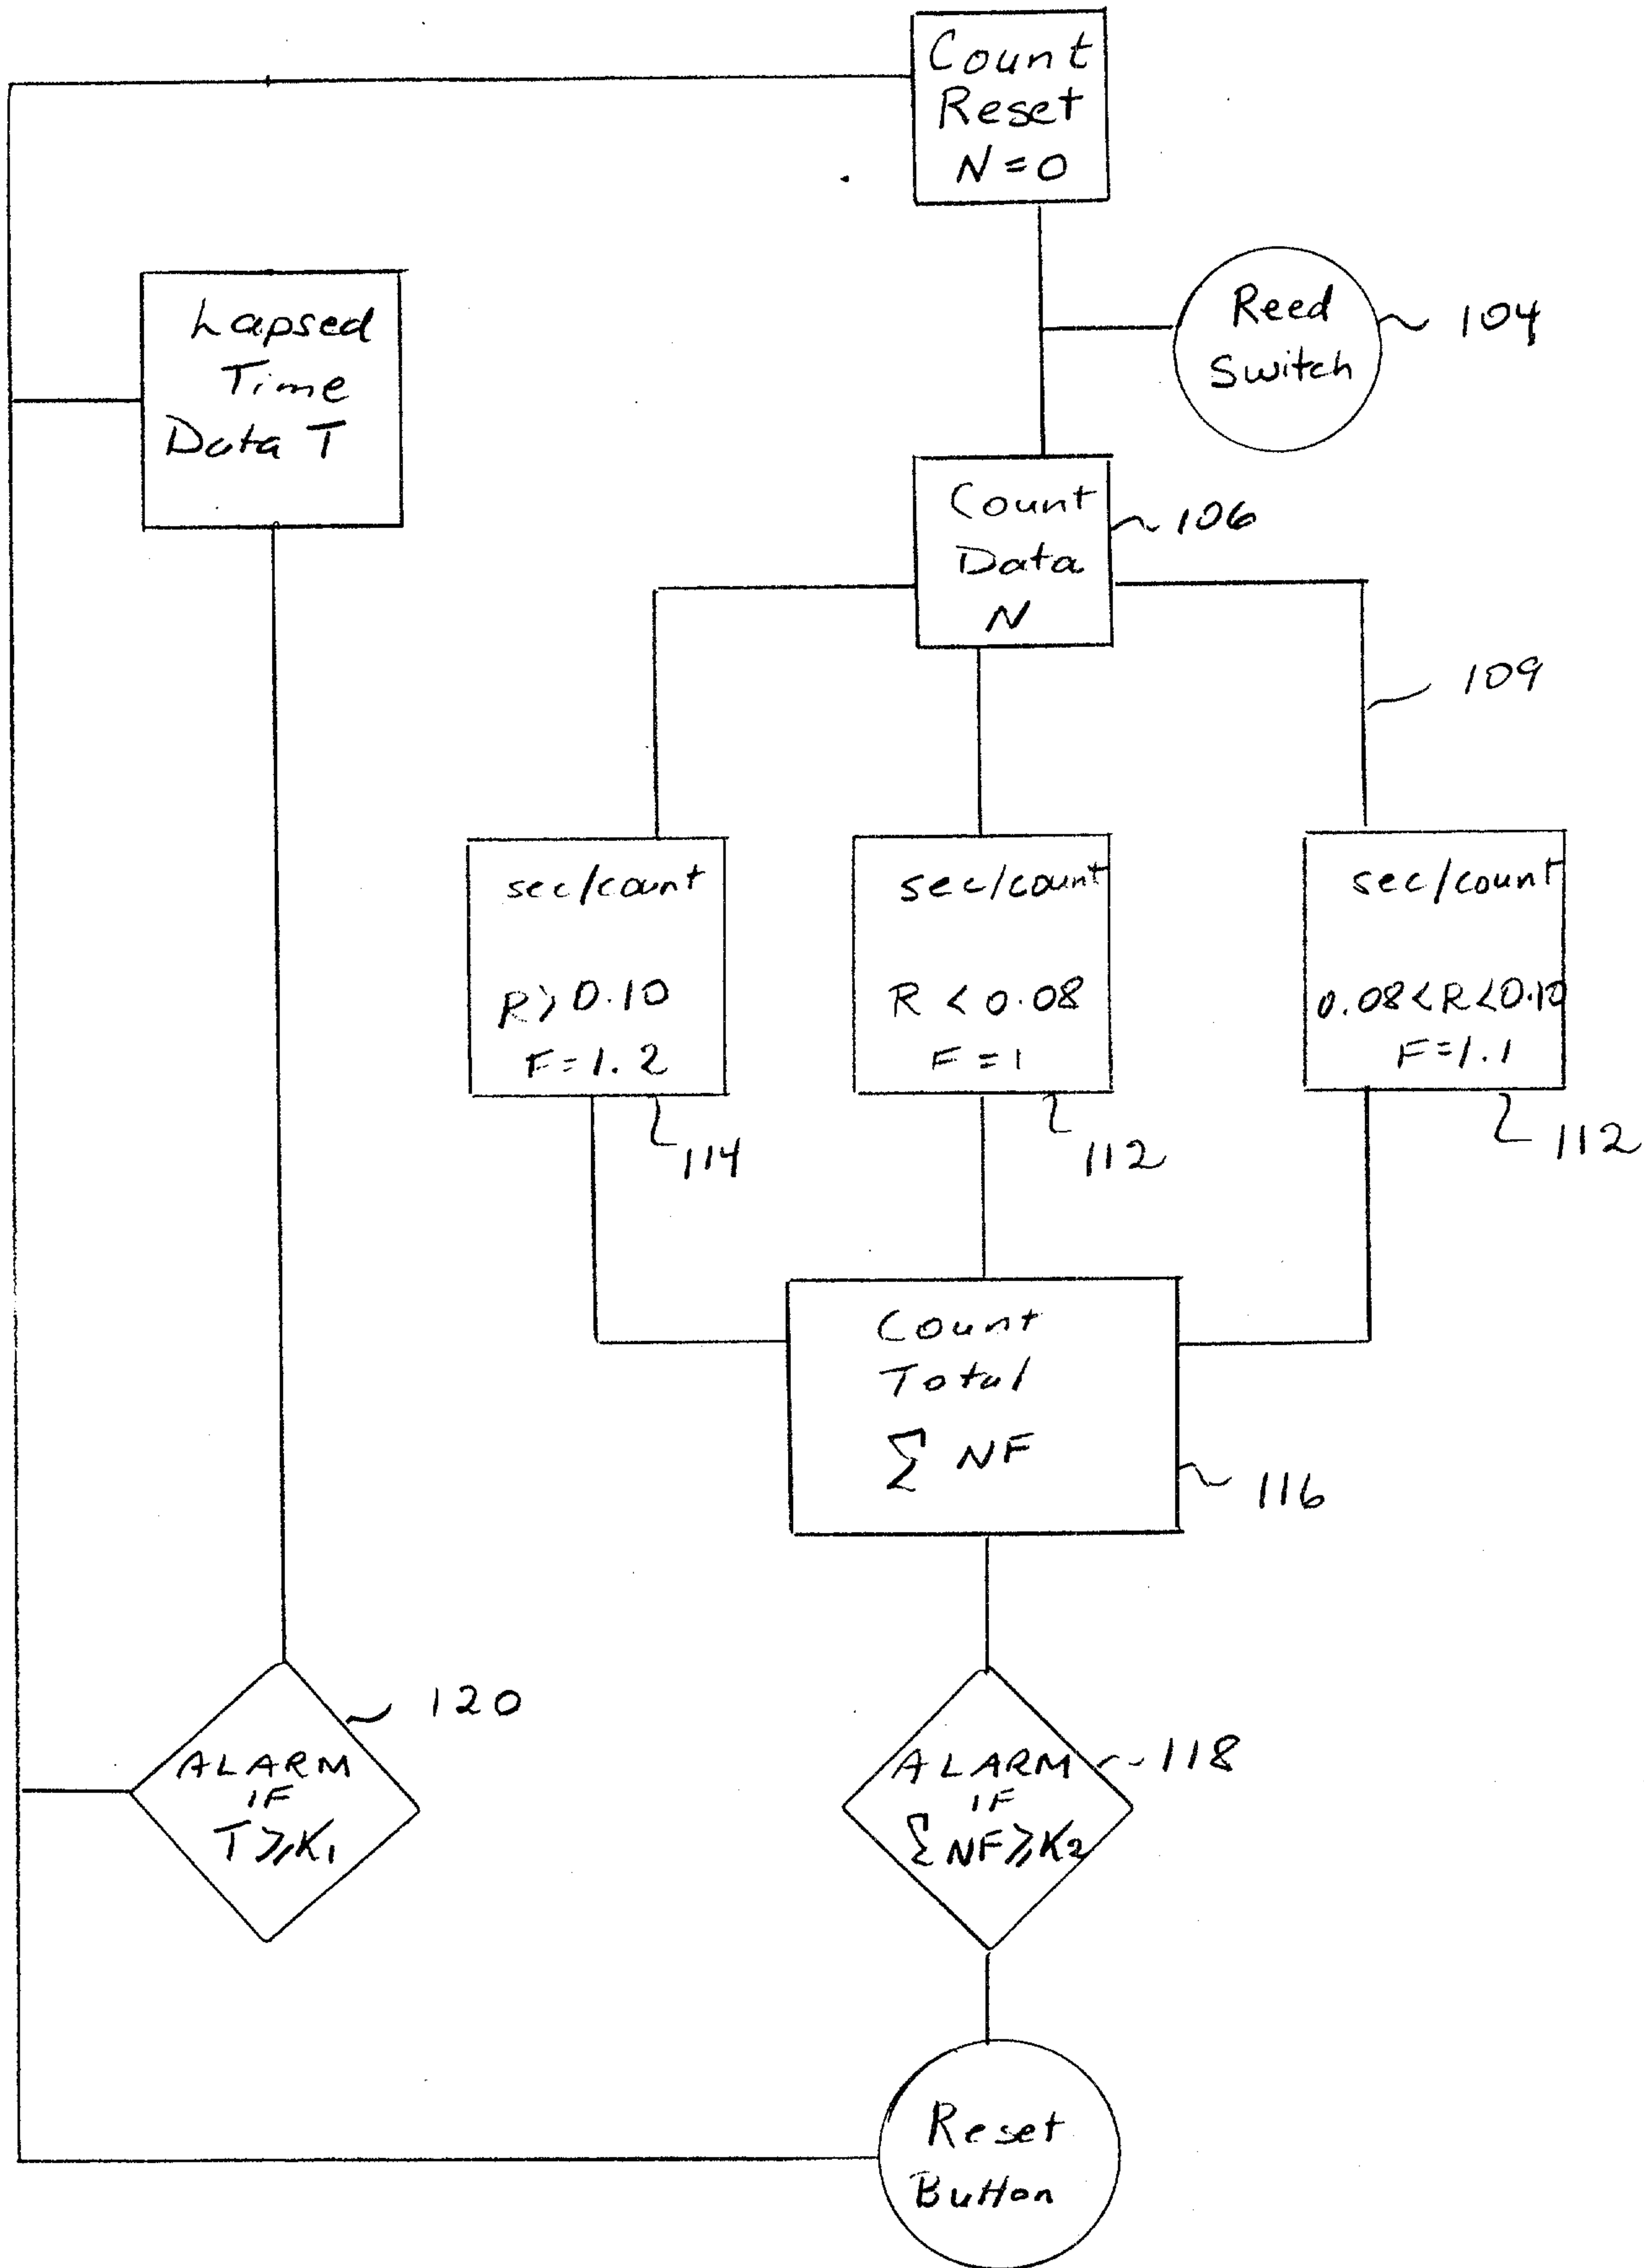 Count
Reset
N = 0
Reed
Switch
104
Lapsed
Time
Data T
Count
Data
N
106
109
sec/count
R > 0.10
F = 1.2
114
sec/count
R < 0.08
F = 1
112
sec/count
0.08 < R < 0.10
F = 1.1
112
Count
Total
Σ NF
116
ALARM
IF
T ⩾ K₁
120
ALARM
IF
Σ NF ⩾ K₂
118
Reset
Button